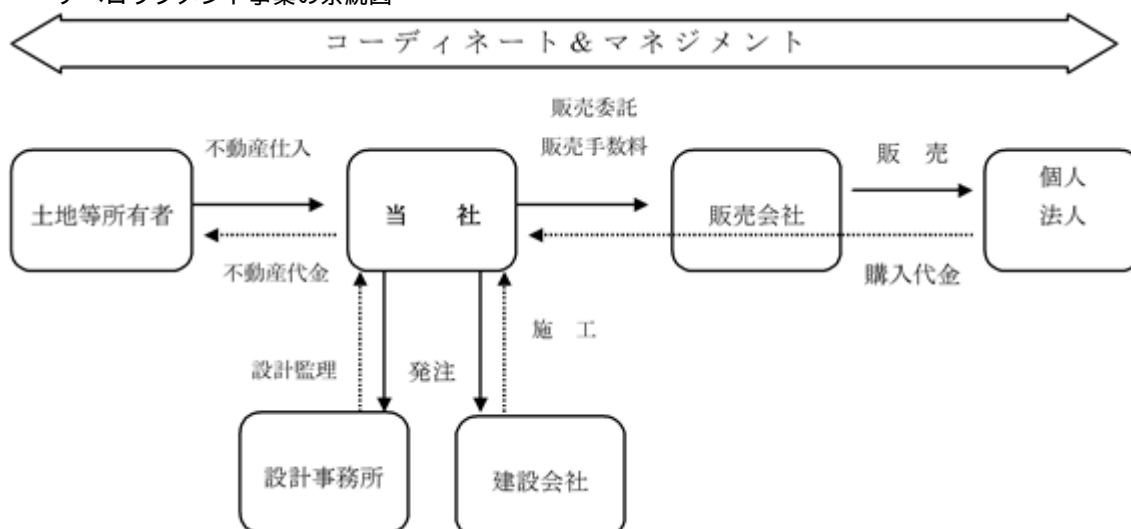 コーディネート＆マネジメント
販売委託
不動産仕入
販売手数料
販　売
土地等所有者
当　社
販売会社
個人
法人
不動産代金
購入代金
施　工
設計監理
発注
設計事務所
建設会社